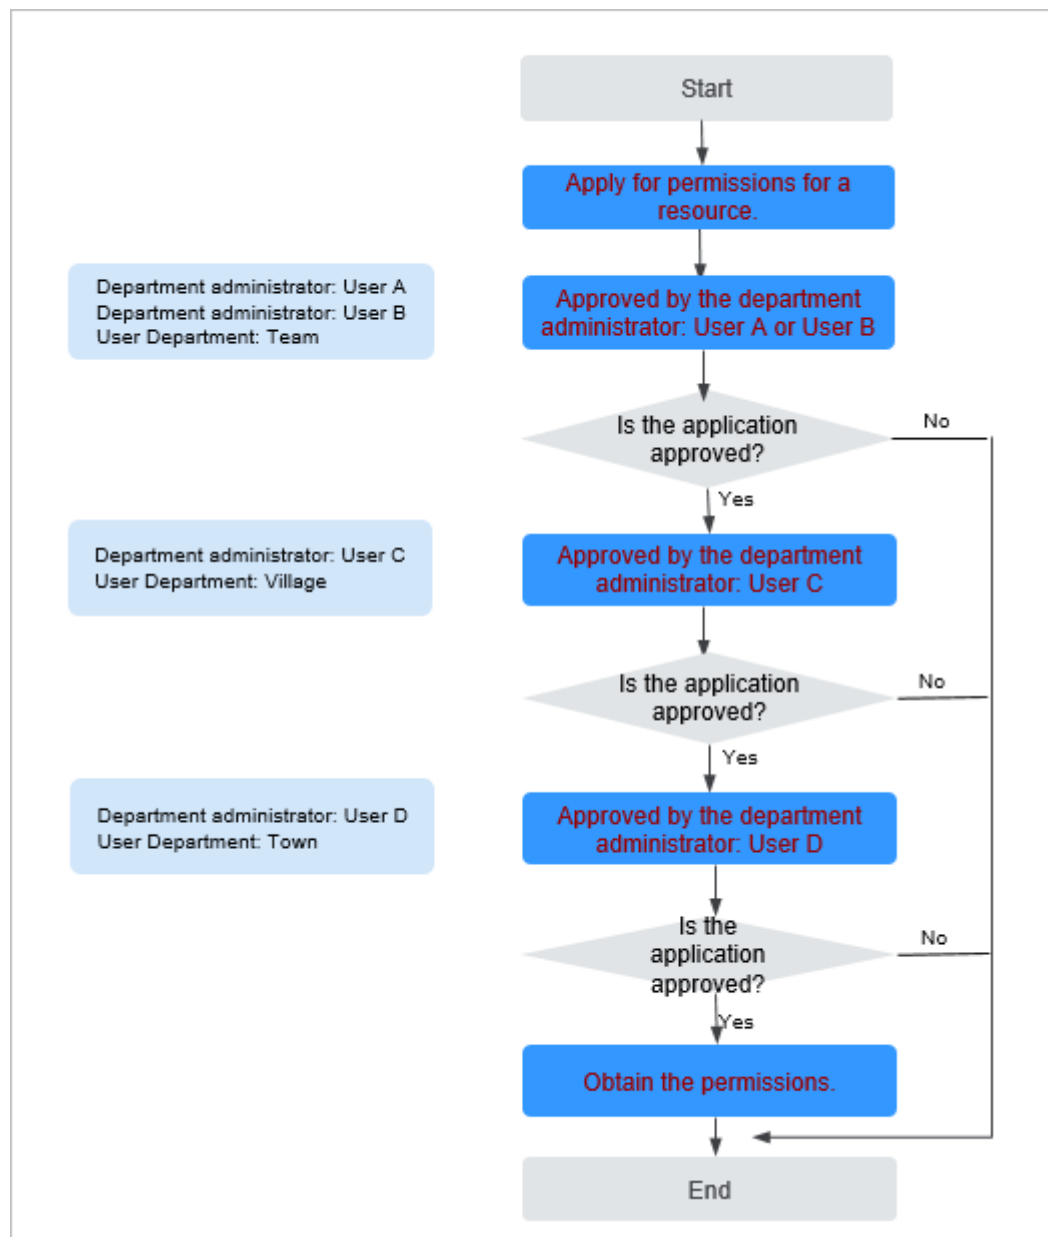 Start
Apply for permissions for a
resource.
Department administrator: User A
Department administrator: User B
User Department: Team
Approved by the department
administrator: User A or User B
Is the application
approved?
No
Yes
Department administrator: User C
User Department: Village
Approved by the department
administrator: User C
Is the application
approved?
No
Yes
Department administrator: User D
User Department: Town
Approved by the department
administrator: User D
Is the
application
approved?
No
Yes
Obtain the permissions.
End